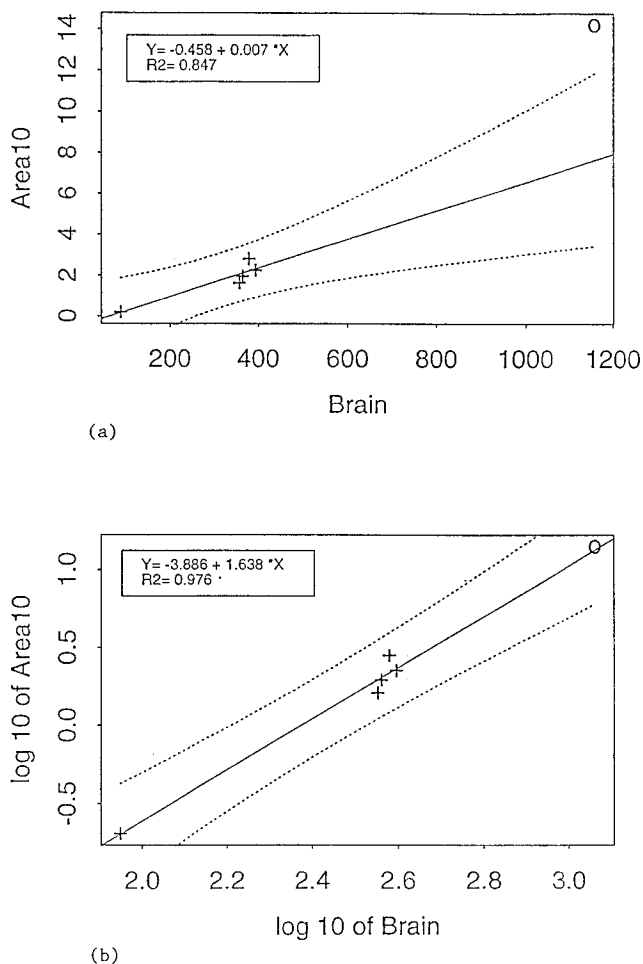 14
12
10
8
6
4
2
0
Area10
Y= -0.458 + 0.007 *X
R2= 0.847
O
200 400 600 800 1000 1200
Brain
(a)
1.0
0.5
0.0
-0.5
log 10 of Area10
Y= -3.886 + 1.638 *X
R2= 0.976
O
2.0 2.2 2.4 2.6 2.8 3.0
log 10 of Brain
(b)